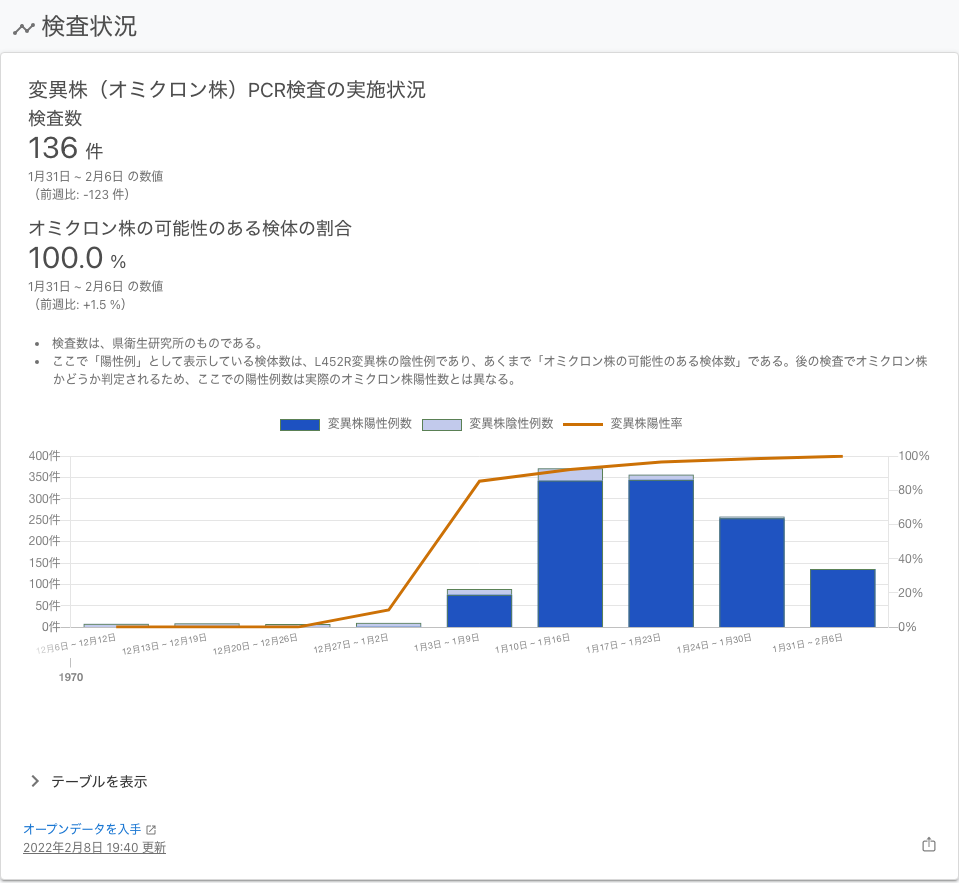 検査状況
変異株（オミクロン株）PCR検査の実施状況
検査数
136 件
1月31日 ~ 2月6日 の数値
（前週比: -123 件）
オミクロン株の可能性のある検体の割合
100.0 %
1月31日 ~ 2月6日 の数値
（前週比: +1.5 %）
• 検査数は、県衛生研究所のものである。
• ここで「陽性例」として表示している検体数は、L452R変異株の陰性例であり、あくまで「オミクロン株の可能性のある検体数」である。後の検査でオミクロン株
かどうか判定されるため、ここでの陽性例数は実際のオミクロン株陽性数とは異なる。
変異株陽性例数 変異株陰性例数 変異株陽性率
400件 100%
350件
300件 80%
250件
200件 60%
150件 40%
100件
50件 20%
0件 0%
12月6日 ~ 12月12日 12月13日 ~ 12月19日 12月20日 ~ 12月26日 12月27日 ~ 1月2日 1月3日 ~ 1月9日 1月10日 ~ 1月16日 1月17日 ~ 1月23日 1月24日 ~ 1月30日 1月31日 ~ 2月6日
1970
テーブルを表示
オープンデータを入手
2022年2月8日 19:40 更新